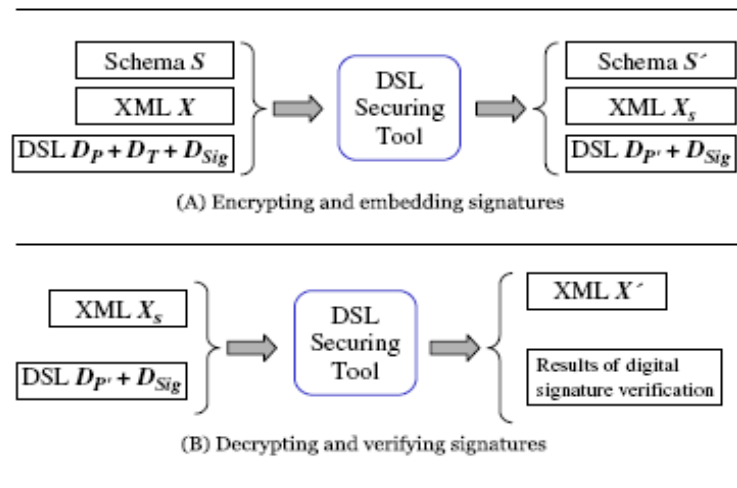 Schema S
XML X
DSL D_P + D_T + D_Sig
DSL
Securing
Tool
Schema S´
XML X_s
DSL D_P' + D_Sig
(A) Encrypting and embedding signatures
XML X_s
DSL D_P' + D_Sig
DSL
Securing
Tool
XML X´
Results of digital
signature verification
(B) Decrypting and verifying signatures